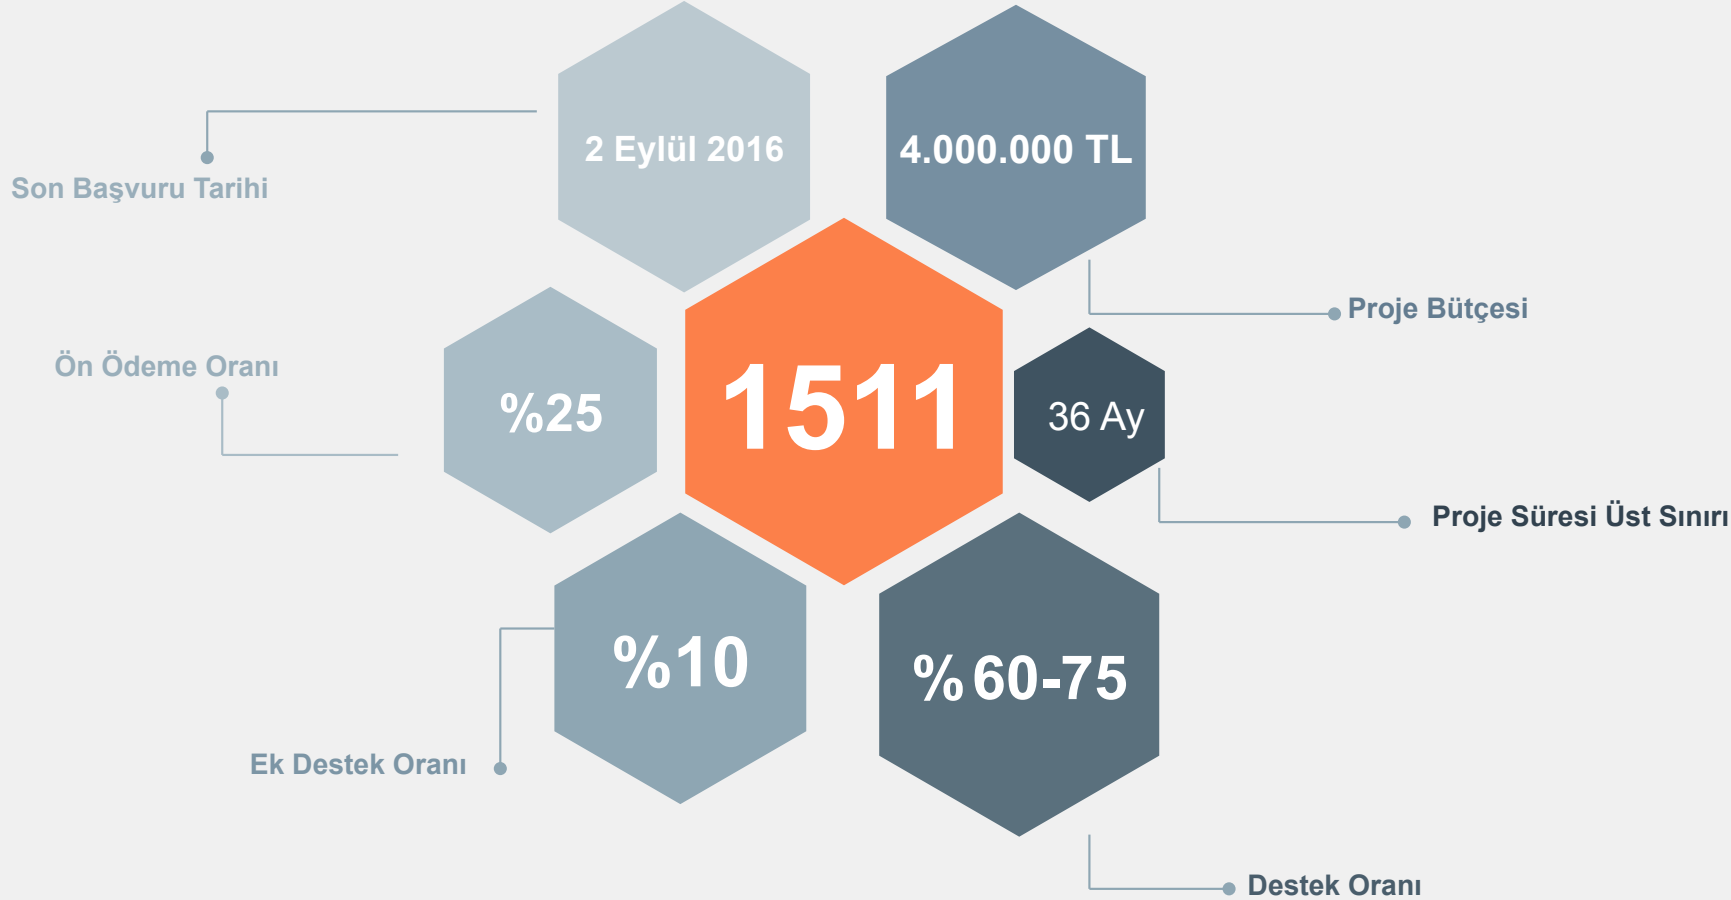 2 Eylül 2016
4.000.000 TL
Son Başvuru Tarihi
Proje Bütçesi
Ön Ödeme Oranı
%25
1511
36 Ay
Proje Süresi Üst Sınırı
%10
%60-75
Ek Destek Oranı
Destek Oranı